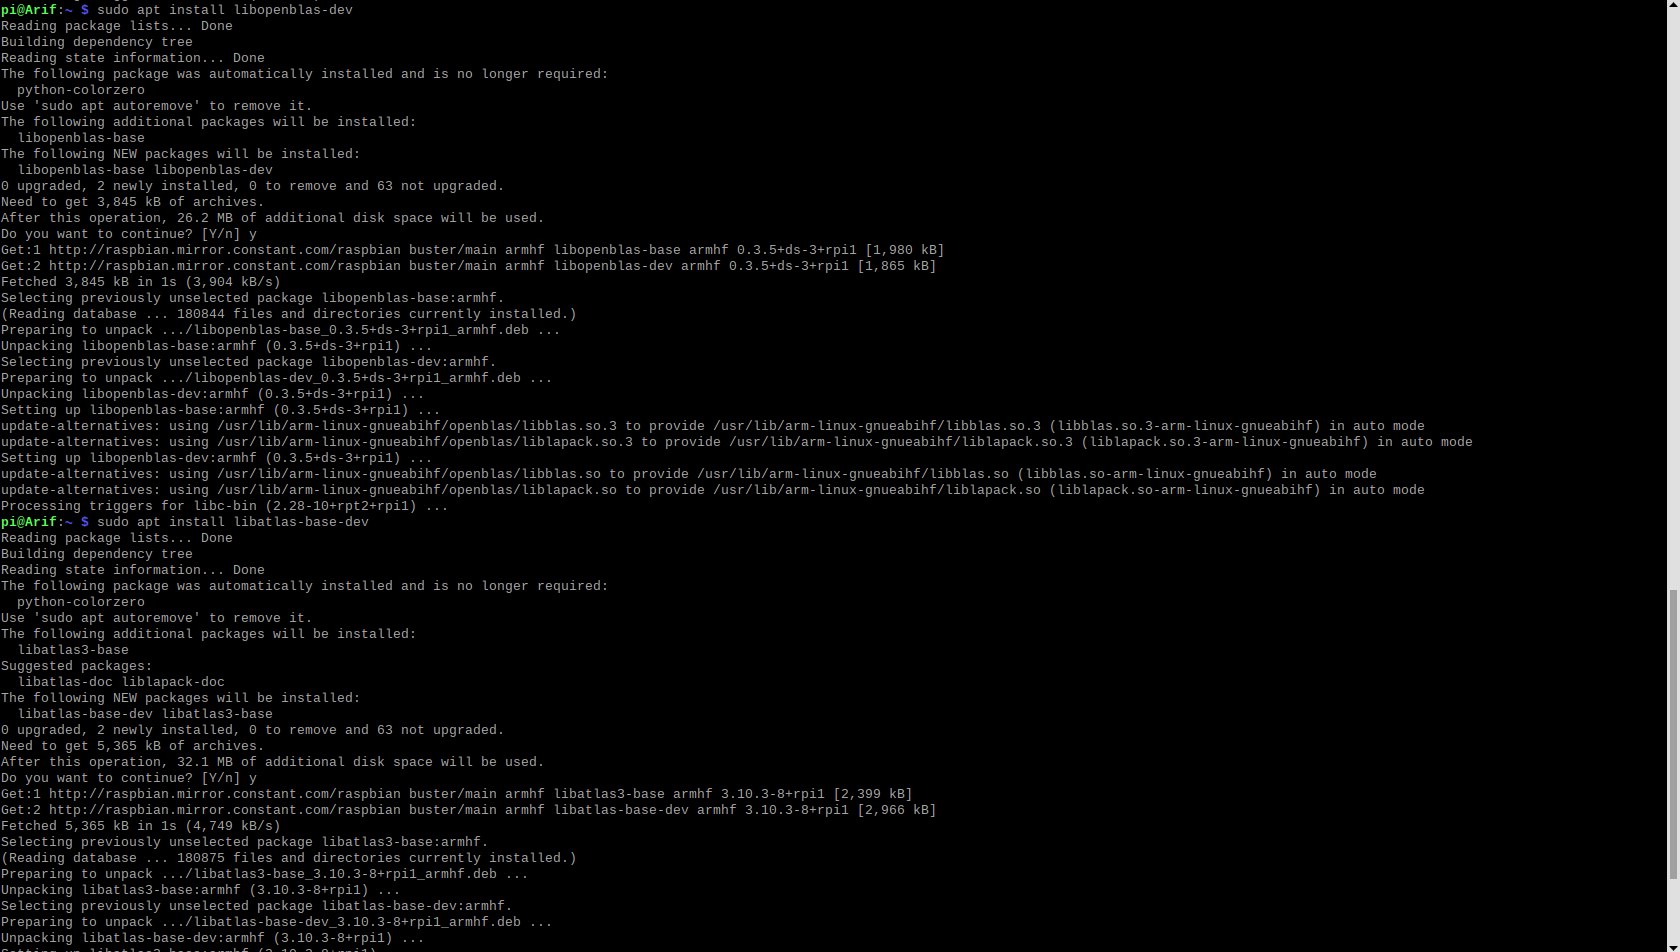 pi@Arif:~ $ sudo apt install libopenblas-dev
Reading package lists... Done
Building dependency tree
Reading state information... Done
The following package was automatically installed and is no longer required:
  python-colorzero
Use 'sudo apt autoremove' to remove it.
The following additional packages will be installed:
  libopenblas-base
The following NEW packages will be installed:
  libopenblas-base libopenblas-dev
0 upgraded, 2 newly installed, 0 to remove and 63 not upgraded.
Need to get 3,845 kB of archives.
After this operation, 26.2 MB of additional disk space will be used.
Do you want to continue? [Y/n] y
Get:1 http://raspbian.mirror.constant.com/raspbian buster/main armhf libopenblas-base armhf 0.3.5+ds-3+rpi1 [1,980 kB]
Get:2 http://raspbian.mirror.constant.com/raspbian buster/main armhf libopenblas-dev armhf 0.3.5+ds-3+rpi1 [1,865 kB]
Fetched 3,845 kB in 1s (3,904 kB/s)
Selecting previously unselected package libopenblas-base:armhf.
(Reading database ... 180844 files and directories currently installed.)
Preparing to unpack .../libopenblas-base_0.3.5+ds-3+rpi1_armhf.deb ...
Unpacking libopenblas-base:armhf (0.3.5+ds-3+rpi1) ...
Selecting previously unselected package libopenblas-dev:armhf.
Preparing to unpack .../libopenblas-dev_0.3.5+ds-3+rpi1_armhf.deb ...
Unpacking libopenblas-dev:armhf (0.3.5+ds-3+rpi1) ...
Setting up libopenblas-base:armhf (0.3.5+ds-3+rpi1) ...
update-alternatives: using /usr/lib/arm-linux-gnueabihf/openblas/libblas.so.3 to provide /usr/lib/arm-linux-gnueabihf/libblas.so.3 (libblas.so.3-arm-linux-gnueabihf) in auto mode
update-alternatives: using /usr/lib/arm-linux-gnueabihf/openblas/liblapack.so.3 to provide /usr/lib/arm-linux-gnueabihf/liblapack.so.3 (liblapack.so.3-arm-linux-gnueabihf) in auto mode
Setting up libopenblas-dev:armhf (0.3.5+ds-3+rpi1) ...
update-alternatives: using /usr/lib/arm-linux-gnueabihf/openblas/libblas.so to provide /usr/lib/arm-linux-gnueabihf/libblas.so (libblas.so-arm-linux-gnueabihf) in auto mode
update-alternatives: using /usr/lib/arm-linux-gnueabihf/openblas/liblapack.so to provide /usr/lib/arm-linux-gnueabihf/liblapack.so (liblapack.so-arm-linux-gnueabihf) in auto mode
Processing triggers for libc-bin (2.28-10+rpt2+rpi1) ...
pi@Arif:~ $ sudo apt install libatlas-base-dev
Reading package lists... Done
Building dependency tree
Reading state information... Done
The following package was automatically installed and is no longer required:
  python-colorzero
Use 'sudo apt autoremove' to remove it.
The following additional packages will be installed:
  libatlas3-base
Suggested packages:
  libatlas-doc liblapack-doc
The following NEW packages will be installed:
  libatlas-base-dev libatlas3-base
0 upgraded, 2 newly installed, 0 to remove and 63 not upgraded.
Need to get 5,365 kB of archives.
After this operation, 32.1 MB of additional disk space will be used.
Do you want to continue? [Y/n] y
Get:1 http://raspbian.mirror.constant.com/raspbian buster/main armhf libatlas3-base armhf 3.10.3-8+rpi1 [2,399 kB]
Get:2 http://raspbian.mirror.constant.com/raspbian buster/main armhf libatlas-base-dev armhf 3.10.3-8+rpi1 [2,966 kB]
Fetched 5,365 kB in 1s (4,749 kB/s)
Selecting previously unselected package libatlas3-base:armhf.
(Reading database ... 180875 files and directories currently installed.)
Preparing to unpack .../libatlas3-base_3.10.3-8+rpi1_armhf.deb ...
Unpacking libatlas3-base:armhf (3.10.3-8+rpi1) ...
Selecting previously unselected package libatlas-base-dev:armhf.
Preparing to unpack .../libatlas-base-dev_3.10.3-8+rpi1_armhf.deb ...
Unpacking libatlas-base-dev:armhf (3.10.3-8+rpi1) ...